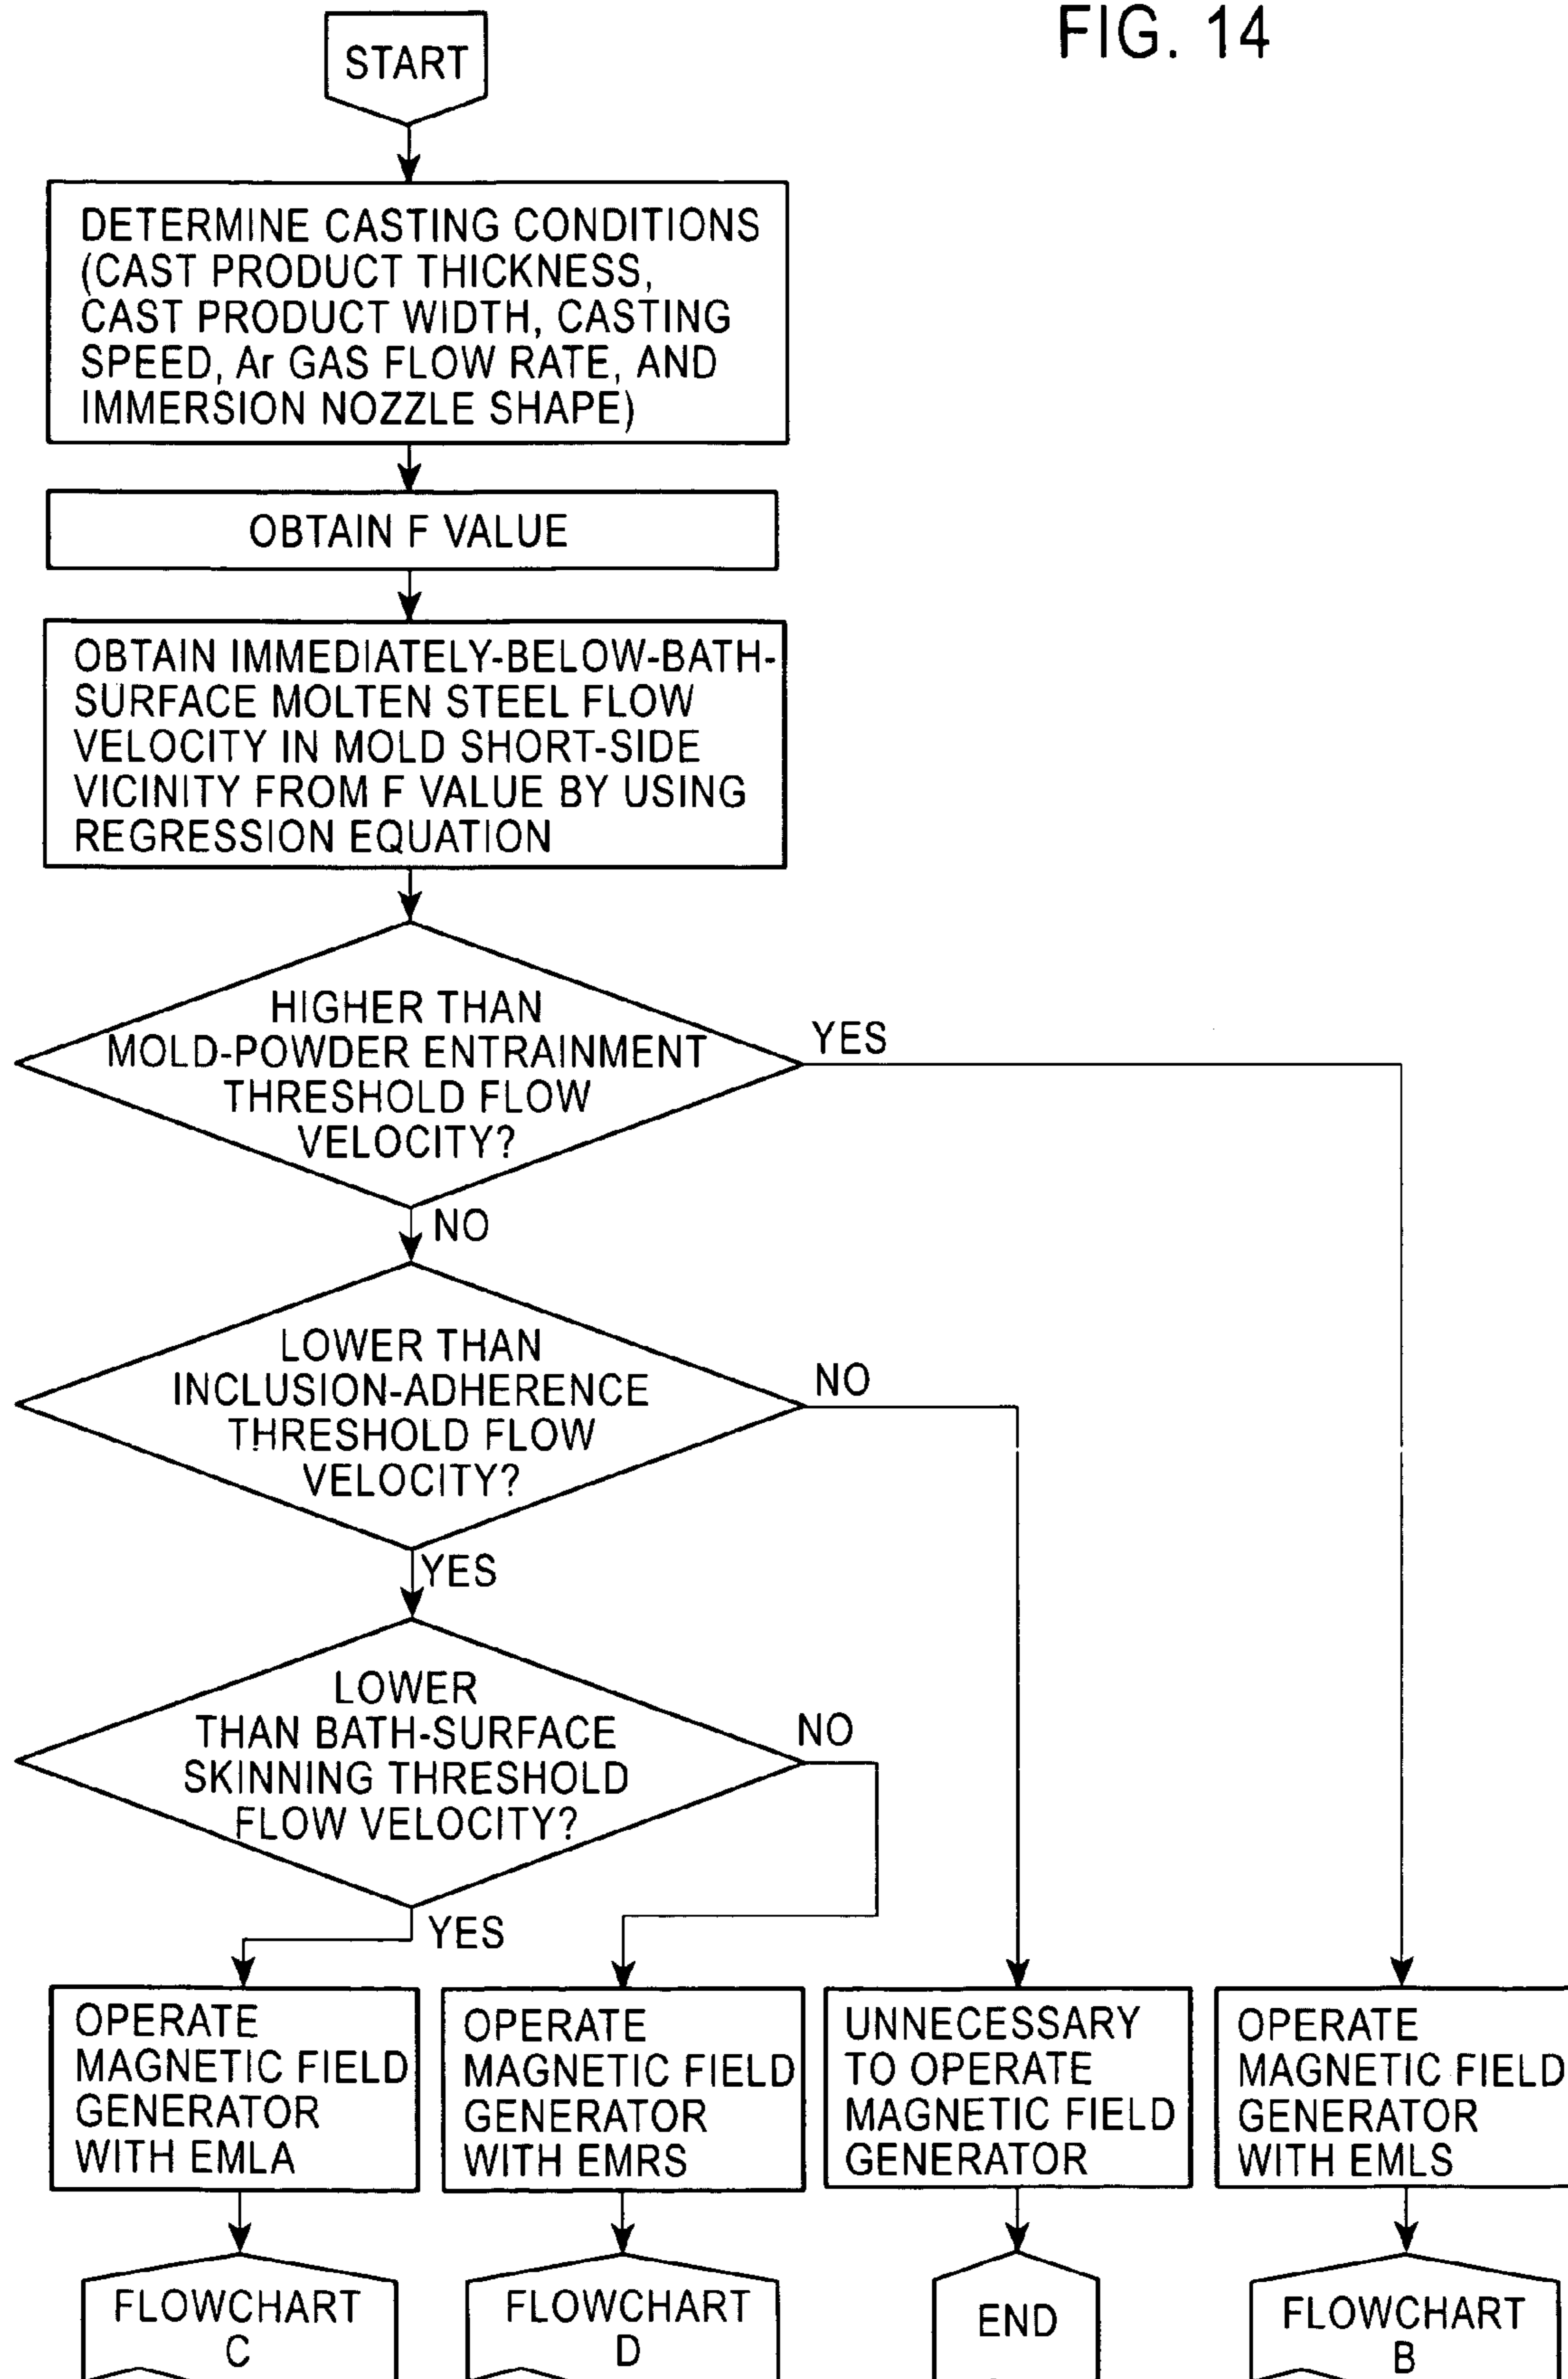 FIG. 14
START
DETERMINE CASTING CONDITIONS
(CAST PRODUCT THICKNESS,
CAST PRODUCT WIDTH, CASTING
SPEED, Ar GAS FLOW RATE, AND
IMMERSION NOZZLE SHAPE)
OBTAIN F VALUE
OBTAIN IMMEDIATELY-BELOW-BATH-
SURFACE MOLTEN STEEL FLOW
VELOCITY IN MOLD SHORT-SIDE
VICINITY FROM F VALUE BY USING
REGRESSION EQUATION
HIGHER THAN
MOLD-POWDER ENTRAINMENT
THRESHOLD FLOW
VELOCITY?
YES
NO
LOWER THAN
INCLUSION-ADHERENCE
THRESHOLD FLOW
VELOCITY?
NO
YES
LOWER
THAN BATH-SURFACE
SKINNING THRESHOLD
FLOW VELOCITY?
NO
YES
OPERATE
MAGNETIC FIELD
GENERATOR
WITH EMLA
OPERATE
MAGNETIC FIELD
GENERATOR
WITH EMRS
UNNECESSARY
TO OPERATE
MAGNETIC FIELD
GENERATOR
OPERATE
MAGNETIC FIELD
GENERATOR
WITH EMLS
FLOWCHART
C
FLOWCHART
D
END
FLOWCHART
B